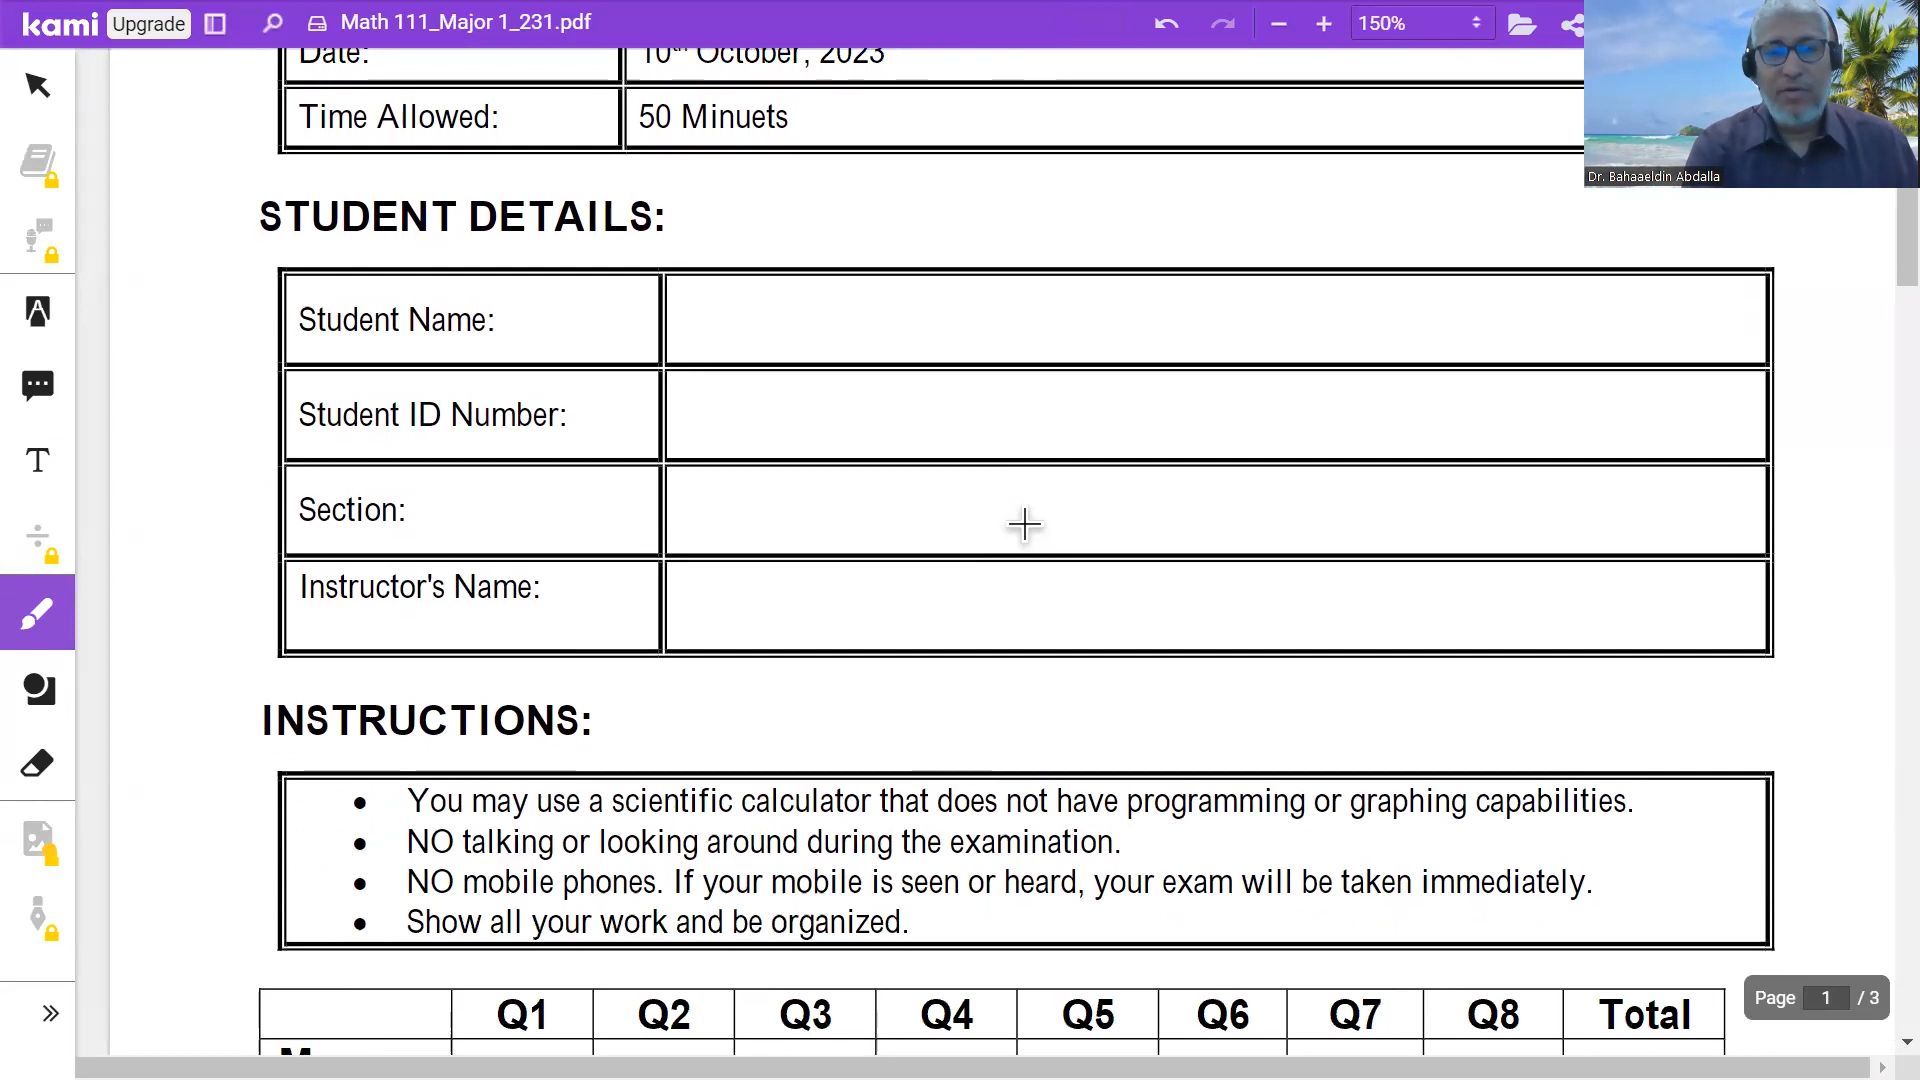 kami Upgrade Math 111_Major 1_231.pdf 150%
Date: 10th October, 2023
Time Allowed: 50 Minuets
Dr. Bahaaeldin Abdalla
STUDENT DETAILS:
Student Name:
Student ID Number:
Section:
Instructor's Name:
INSTRUCTIONS:
• You may use a scientific calculator that does not have programming or graphing capabilities.
• NO talking or looking around during the examination.
• NO mobile phones. If your mobile is seen or heard, your exam will be taken immediately.
• Show all your work and be organized.
Q1 Q2 Q3 Q4 Q5 Q6 Q7 Q8 Total
Page 1 / 3